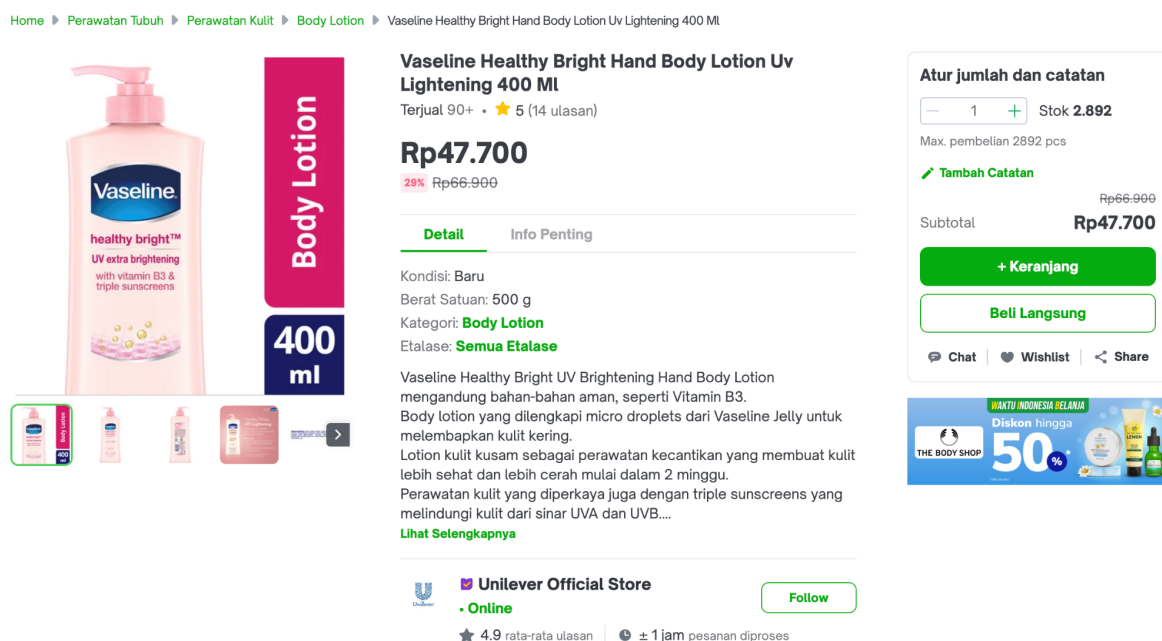 Home Perawatan Tubuh Perawatan Kulit Body Lotion Vaseline Healthy Bright Hand Body Lotion Uv Lightening 400 Ml
Vaseline
healthy bright™
UV extra brightening
with vitamin B3 &
triple sunscreens
Body Lotion
400
ml
Vaseline Healthy Bright Hand Body Lotion Uv
Lightening 400 Ml
Terjual 90+ • 5 (14 ulasan)
Rp47.700
29% Rp66.900
Detail Info Penting
Kondisi: Baru
Berat Satuan: 500 g
Kategori: Body Lotion
Etalase: Semua Etalase
Vaseline Healthy Bright UV Brightening Hand Body Lotion
mengandung bahan-bahan aman, seperti Vitamin B3.
Body lotion yang dilengkapi micro droplets dari Vaseline Jelly untuk
melembapkan kulit kering.
Lotion kulit kusam sebagai perawatan kecantikan yang membuat kulit
lebih sehat dan lebih cerah mulai dalam 2 minggu.
Perawatan kulit yang diperkaya juga dengan triple sunscreens yang
melindungi kulit dari sinar UVA dan UVB....
Lihat Selengkapnya
Unilever
Unilever Official Store
• Online
Follow
4.9 rata-rata ulasan ± 1 jam pesanan diproses
Atur jumlah dan catatan
1 Stok 2.892
Max. pembelian 2892 pcs
Tambah Catatan
Rp66.900
Subtotal Rp47.700
+ Keranjang
Beli Langsung
Chat Wishlist Share
WAKTU INDONESIA BELANJA
Diskon hingga
50%
THE BODY SHOP
LEMON